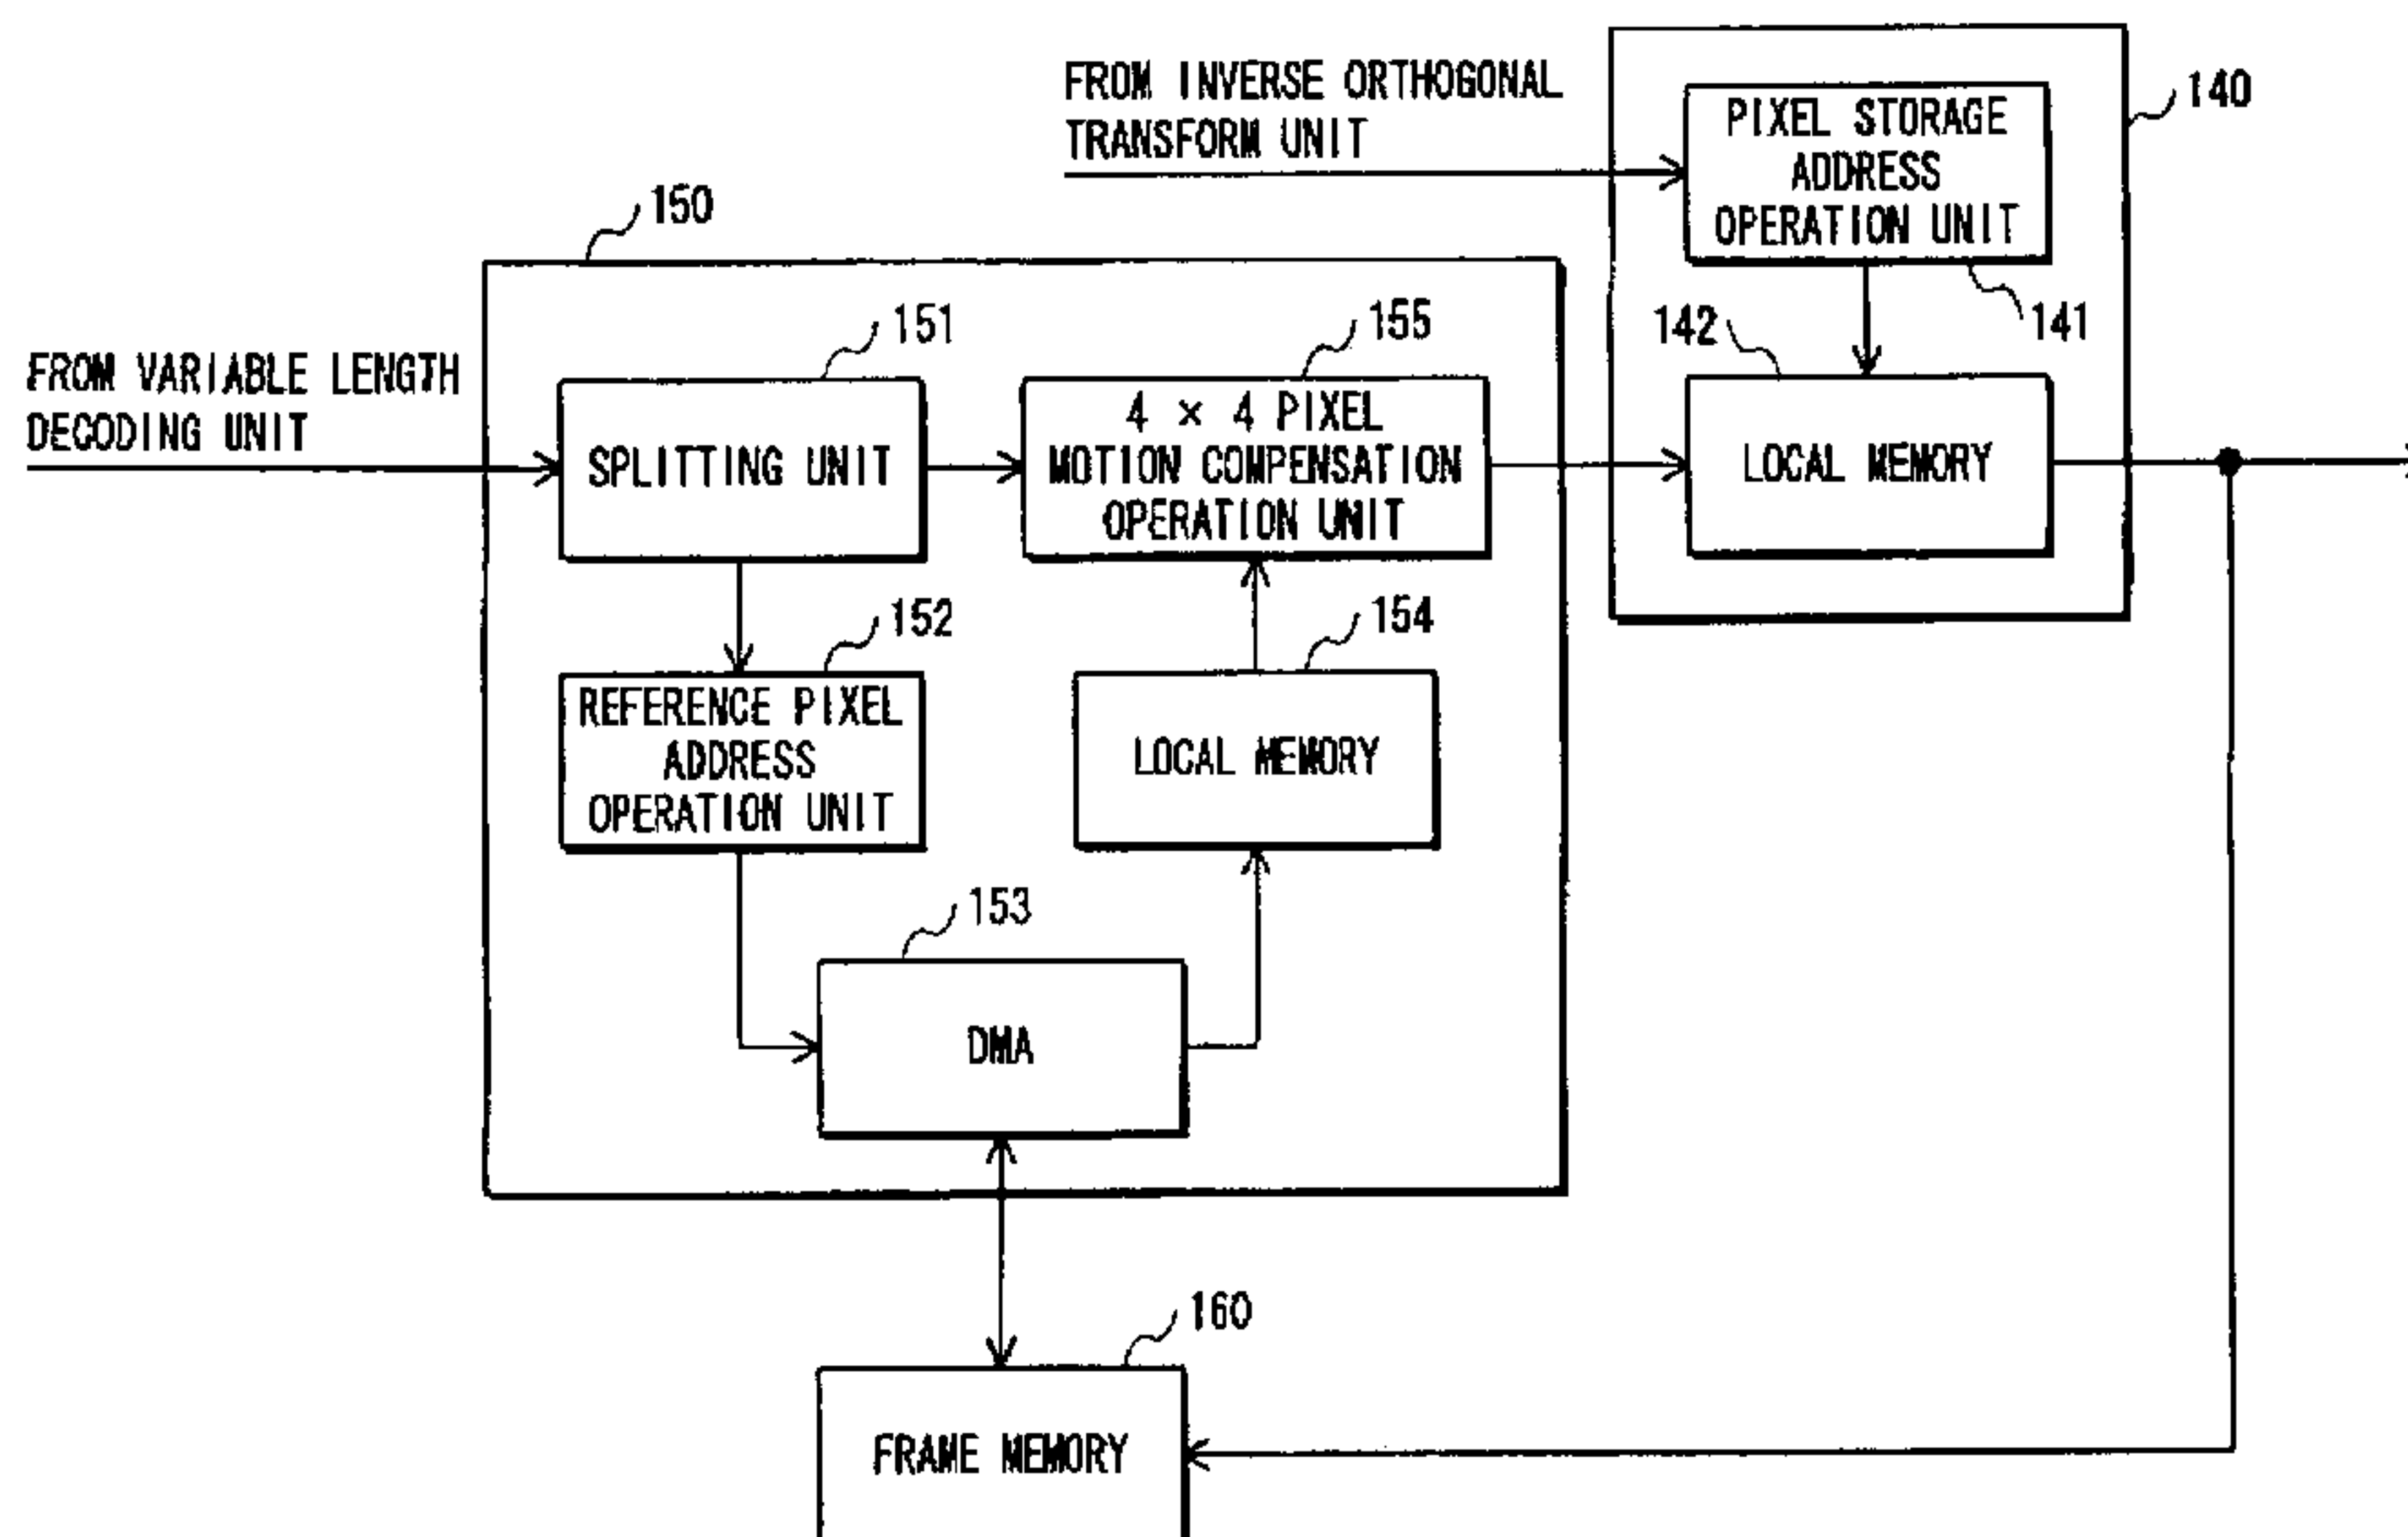 FROM INVERSE ORTHOGONAL
TRANSFORM UNIT
PIXEL STORAGE
ADDRESS
OPERATION UNIT
140
150
141
142
151
155
FROM VARIABLE LENGTH
DECODING UNIT
SPLITTING UNIT
4 × 4 PIXEL
MOTION COMPENSATION
OPERATION UNIT
LOCAL MEMORY
152
154
REFERENCE PIXEL
ADDRESS
OPERATION UNIT
LOCAL MEMORY
153
DMA
160
FRAME MEMORY